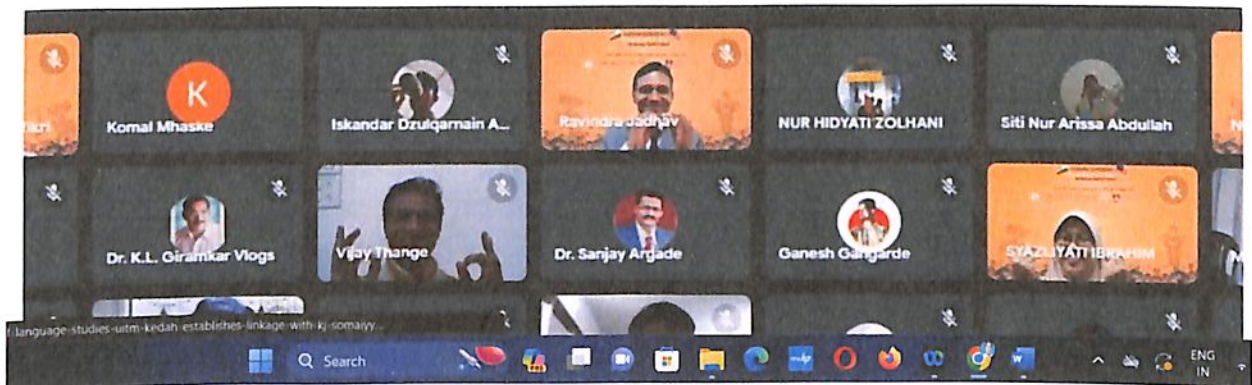 K
Komal Mhaske
Iskandar Dzulqarnain A...
Ravindra Jadhav
NUR HIDYATI ZOLHANI
Siti Nur Arissa Abdullah
Dr. K.L. Giramkar Vlogs
Vijay Thange
Dr. Sanjay Argade
Ganesh Gangarde
SYAZLIYATI IBRAHIM
f-language-studies-uitm-kedah-establishes-linkage-with-kj-somaiyy...
Search
ENG
IN